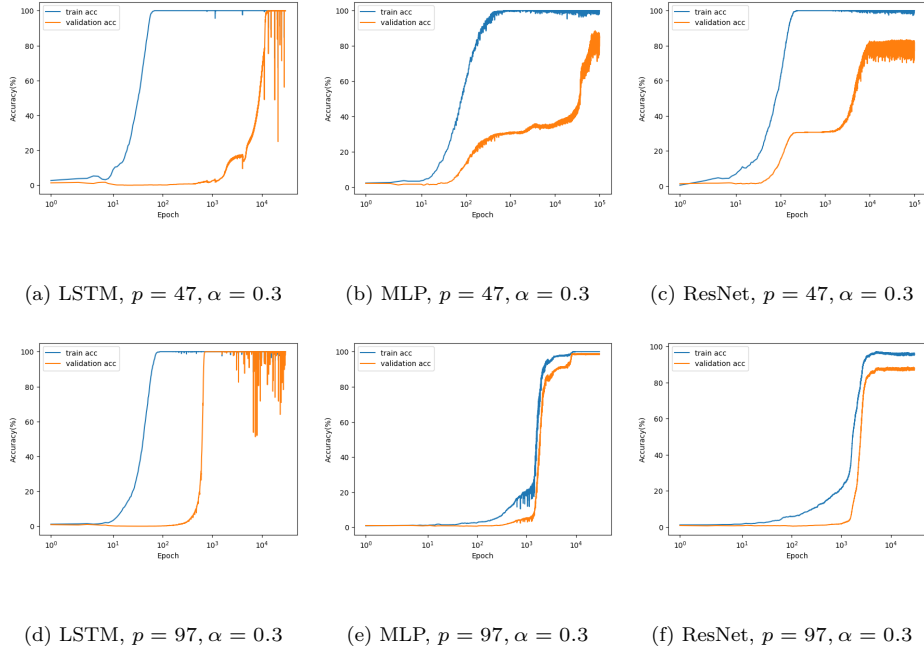 100
80
60
40
20
0
Accuracy(%)
train acc
validation acc
10⁰ 10¹ 10² 10³ 10⁴
Epoch
100
80
60
40
20
0
Accuracy(%)
train acc
validation acc
10⁰ 10¹ 10² 10³ 10⁴ 10⁵
Epoch
100
80
60
40
20
0
Accuracy(%)
train acc
validation acc
10⁰ 10¹ 10² 10³ 10⁴ 10⁵
Epoch
(a) LSTM, p = 47, α = 0.3
(b) MLP, p = 47, α = 0.3
(c) ResNet, p = 47, α = 0.3
100
80
60
40
20
0
Accuracy(%)
train acc
validation acc
10⁰ 10¹ 10² 10³ 10⁴
Epoch
100
80
60
40
20
0
Accuracy(%)
train acc
validation acc
10⁰ 10¹ 10² 10³ 10⁴
Epoch
100
80
60
40
20
0
Accuracy(%)
train acc
validation acc
10⁰ 10¹ 10² 10³ 10⁴
Epoch
(d) LSTM, p = 97, α = 0.3
(e) MLP, p = 97, α = 0.3
(f) ResNet, p = 97, α = 0.3